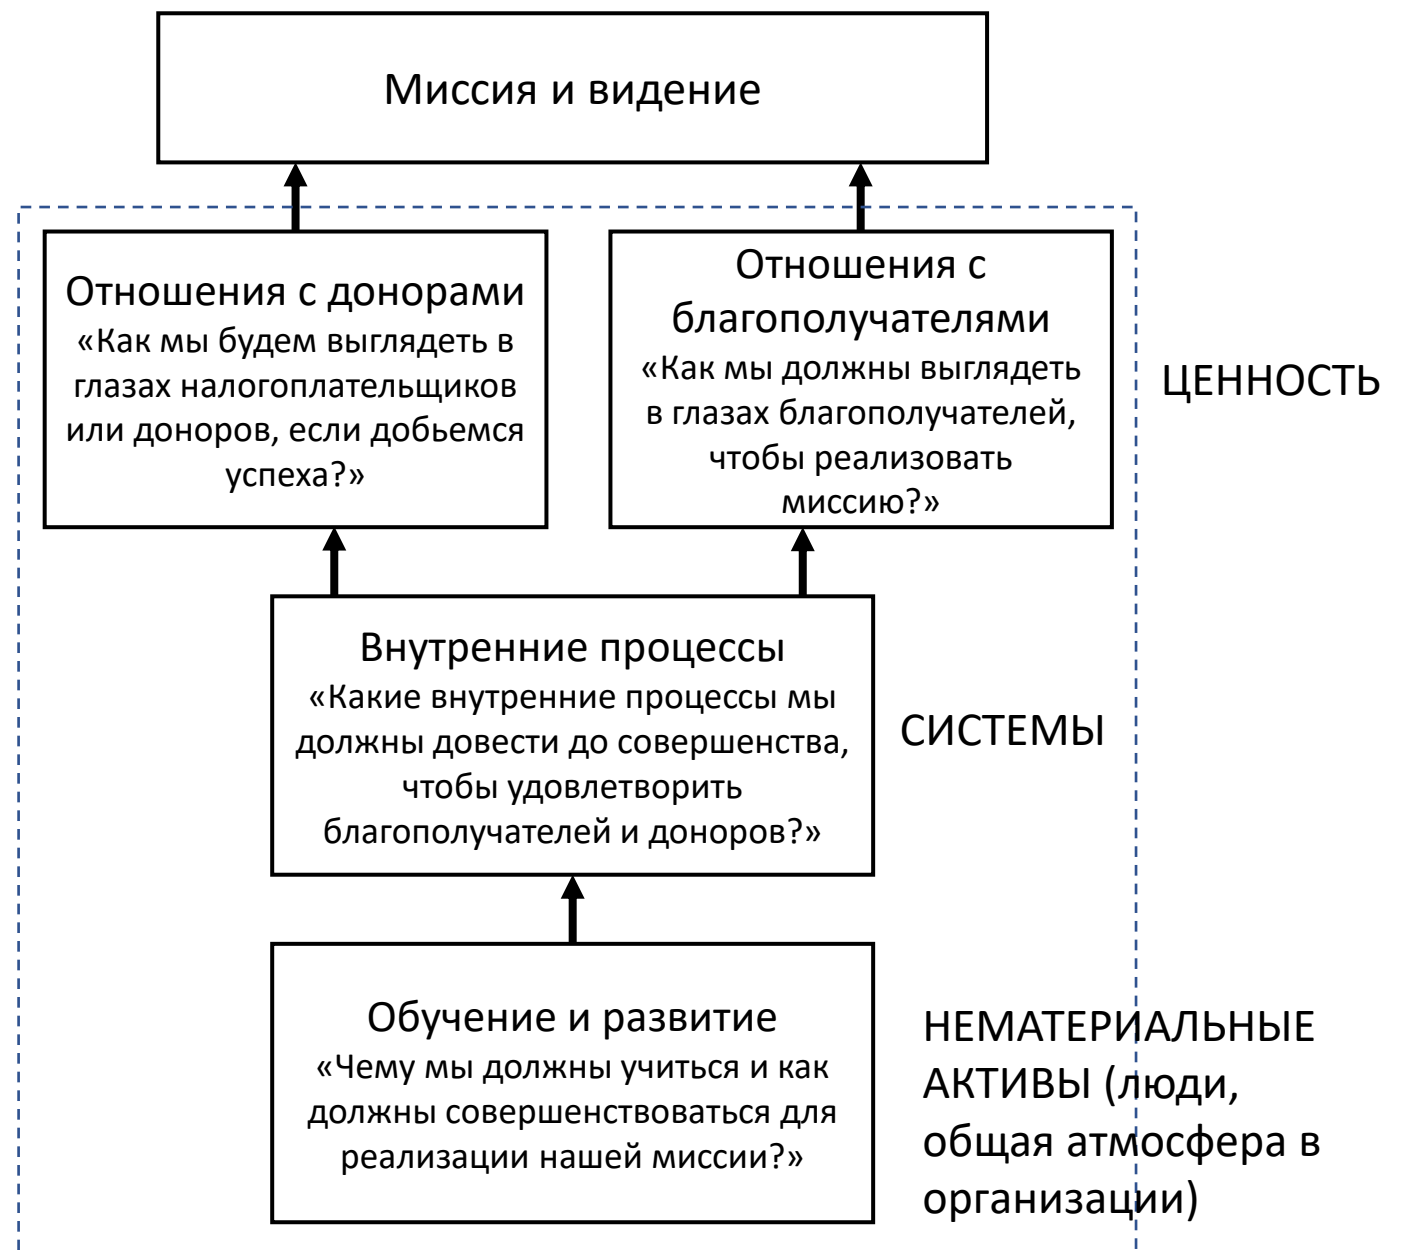 Миссия и видение
Отношения с донорами
«Как мы будем выглядеть в
глазах налогоплательщиков
или доноров, если добьемся
успеха?»
Отношения с
благополучателями
«Как мы должны выглядеть
в глазах благополучателей,
чтобы реализовать
миссию?»
ЦЕННОСТЬ
Внутренние процессы
«Какие внутренние процессы мы
должны довести до совершенства,
чтобы удовлетворить
благополучателей и доноров?»
СИСТЕМЫ
Обучение и развитие
«Чему мы должны учиться и как
должны совершенствоваться для
реализации нашей миссии?»
НЕМАТЕРИАЛЬНЫЕ
АКТИВЫ (люди,
общая атмосфера в
организации)